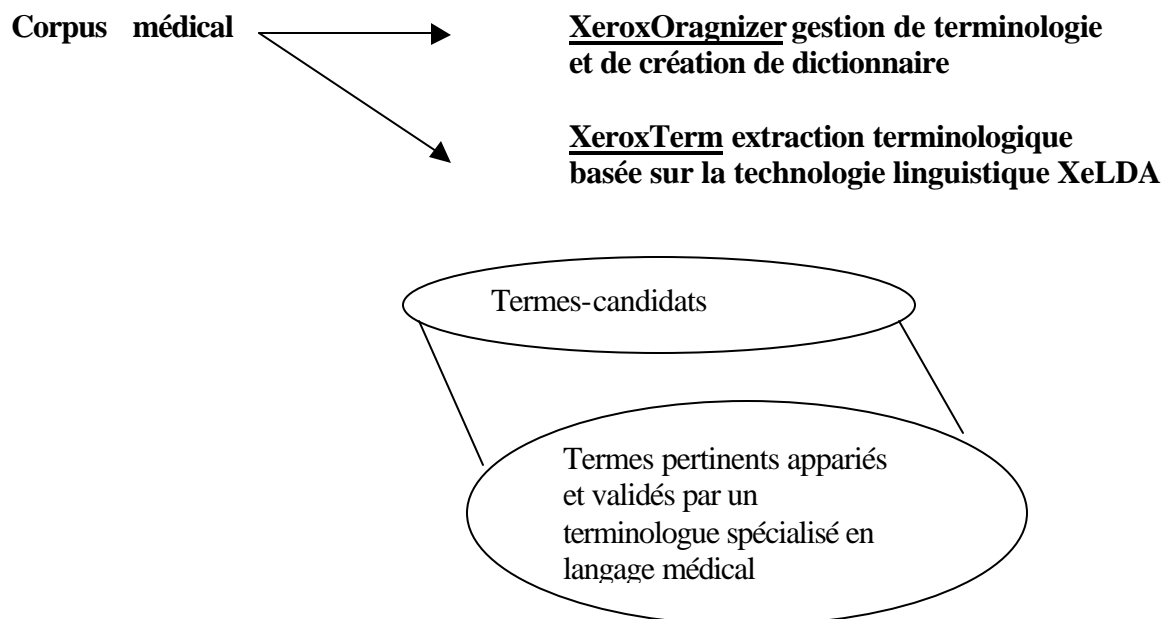 Corpus médical
XeroxOragnizer gestion de terminologie
et de création de dictionnaire
XeroxTerm extraction terminologique
basée sur la technologie linguistique XeLDA
Termes-candidats
Termes pertinents appariés
et validés par un
terminologue spécialisé en
langage médical